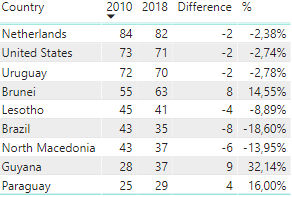 Country 2010 2018 Difference %
Netherlands 84 82 -2 -2,38%
United States 73 71 -2 -2,74%
Uruguay 72 70 -2 -2,78%
Brunei 55 63 8 14,55%
Lesotho 45 41 -4 -8,89%
Brazil 43 35 -8 -18,60%
North Macedonia 43 37 -6 -13,95%
Guyana 28 37 9 32,14%
Paraguay 25 29 4 16,00%